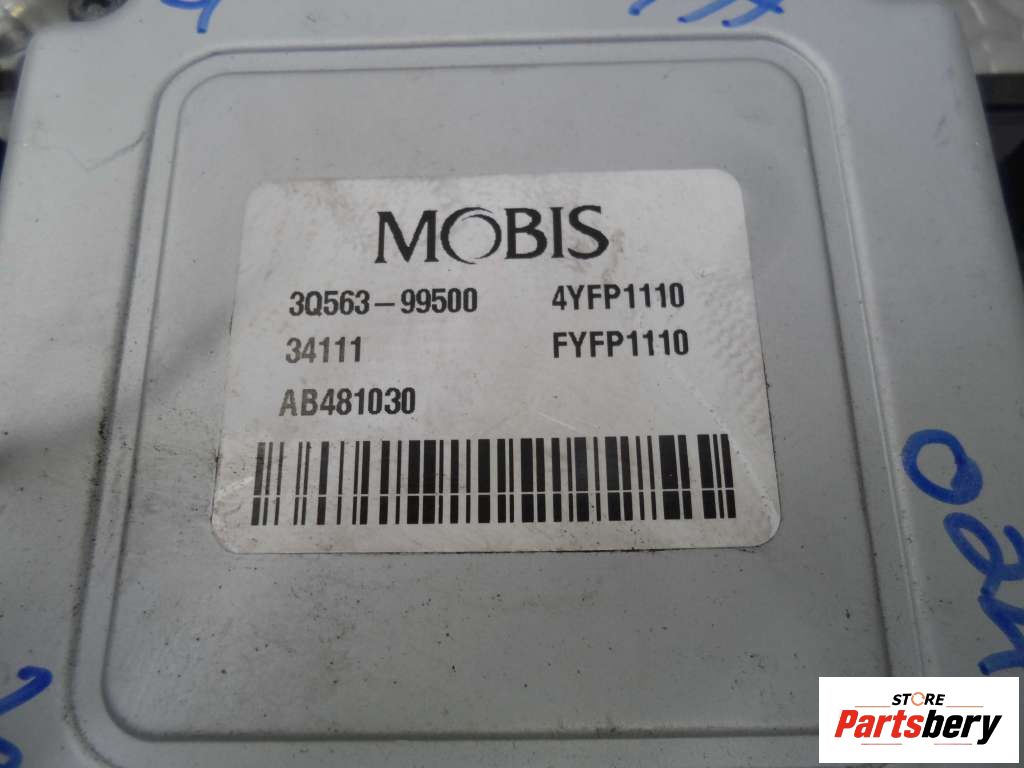 MOBIS
3Q563-99500 4YFP1110
34111 FYFP1110
AB481030
STORE
Partsbery